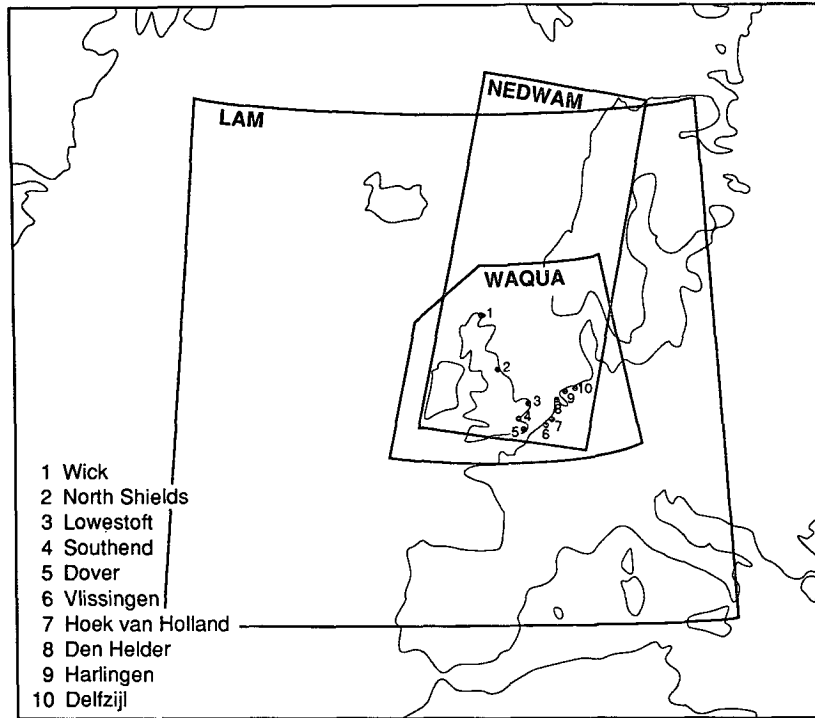 NEDWAM
LAM
WAQUA
1
2
3
4
5
6
7
8
9
10
1 Wick
2 North Shields
3 Lowestoft
4 Southend
5 Dover
6 Vlissingen
7 Hoek van Holland
8 Den Helder
9 Harlingen
10 Delfzijl